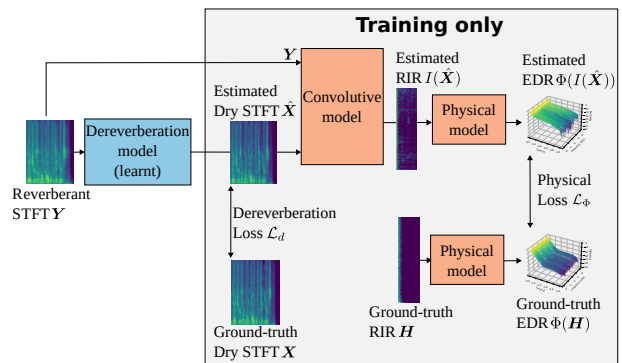 Training only
Y
Estimated
Dry STFT X̂
Convolutive
model
Estimated
RIR I(X̂)
Physical
model
Estimated
EDR Φ(I(X̂))
Dereverberation
model
(learnt)
Reverberant
STFT Y
Dereverberation
Loss ℒd
Physical
Loss ℒΦ
Physical
model
Ground-truth
Dry STFT X
Ground-truth
RIR H
Ground-truth
EDR Φ(H)